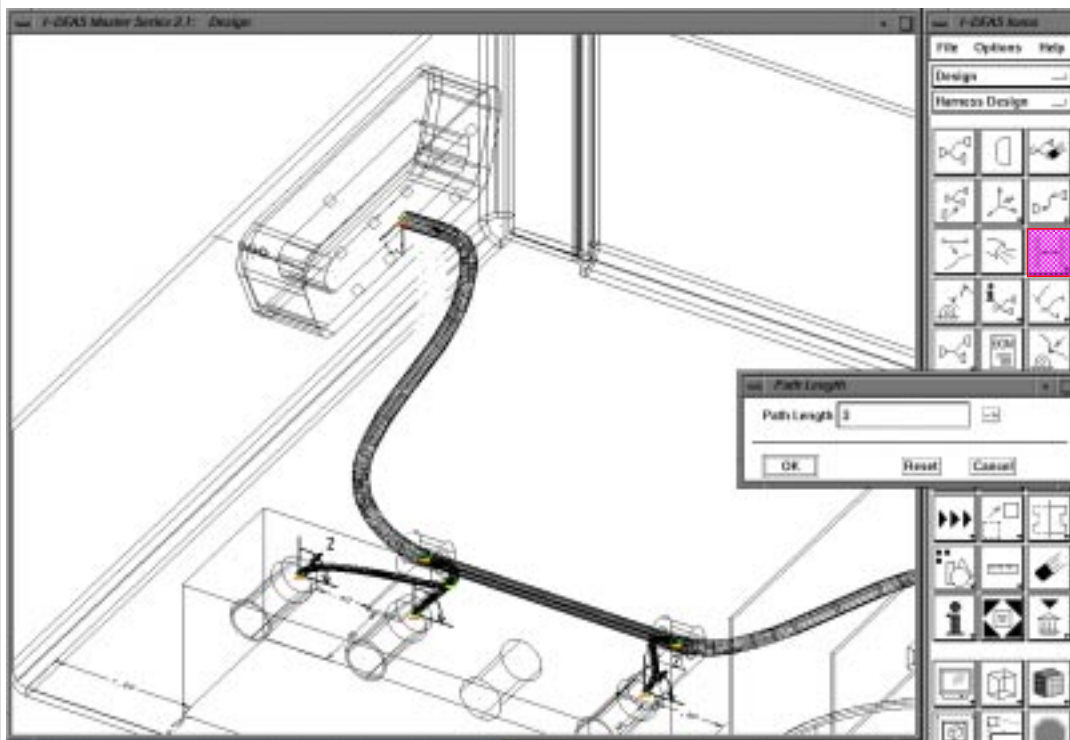 I-DEAS Master Series 2.1: Design
I-DEAS Icons
File Options Help
Design
Harness Design
BOM
Path Length
Path Length 3
OK Reset Cancel
Z